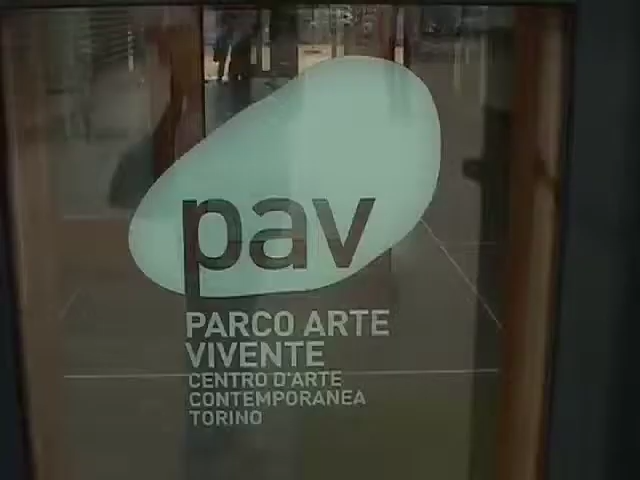 pav
PARCO ARTE
VIVENTE
CENTRO D'ARTE
CONTEMPORANEA
TORINO